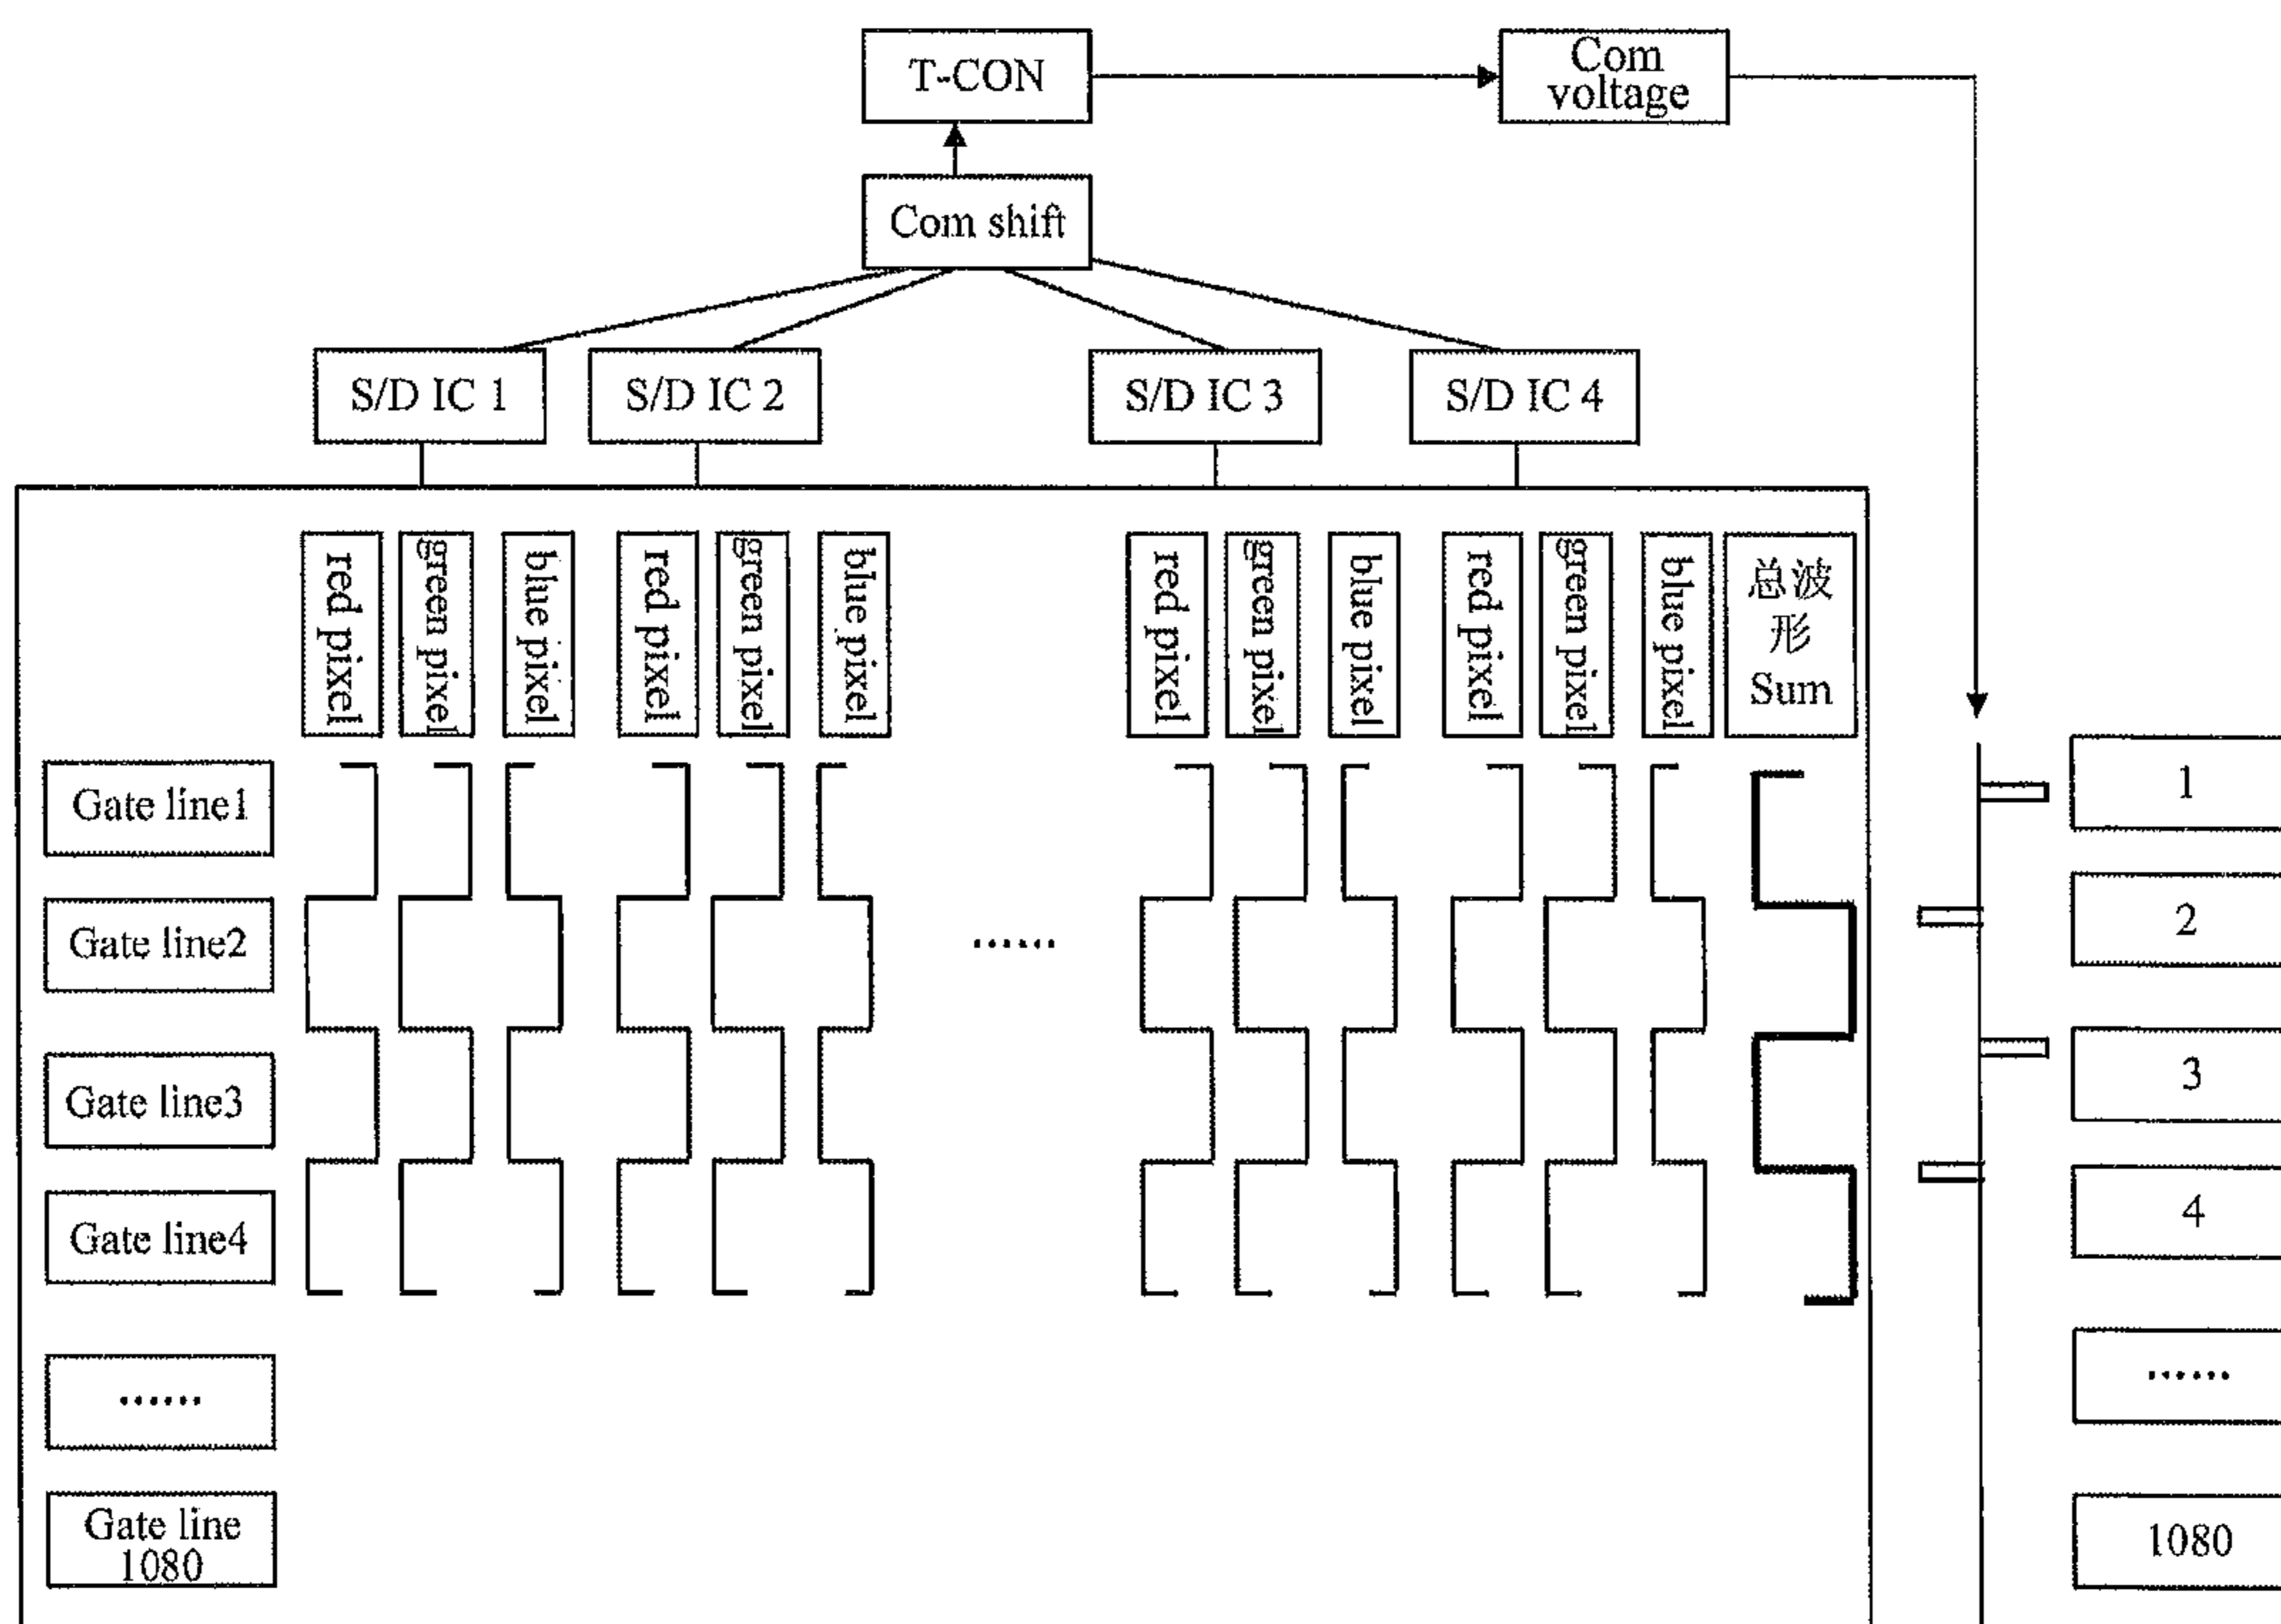 T-CON
Com
voltage
Com shift
S/D IC 1
S/D IC 2
S/D IC 3
S/D IC 4
red pixel
green pixel
blue pixel
red pixel
green pixel
blue pixel
red pixel
green pixel
blue pixel
red pixel
green pixel
blue pixel
总波
形
Sum
Gate line1
1
Gate line2
......
2
Gate line3
3
Gate line4
4
......
......
Gate line
1080
1080